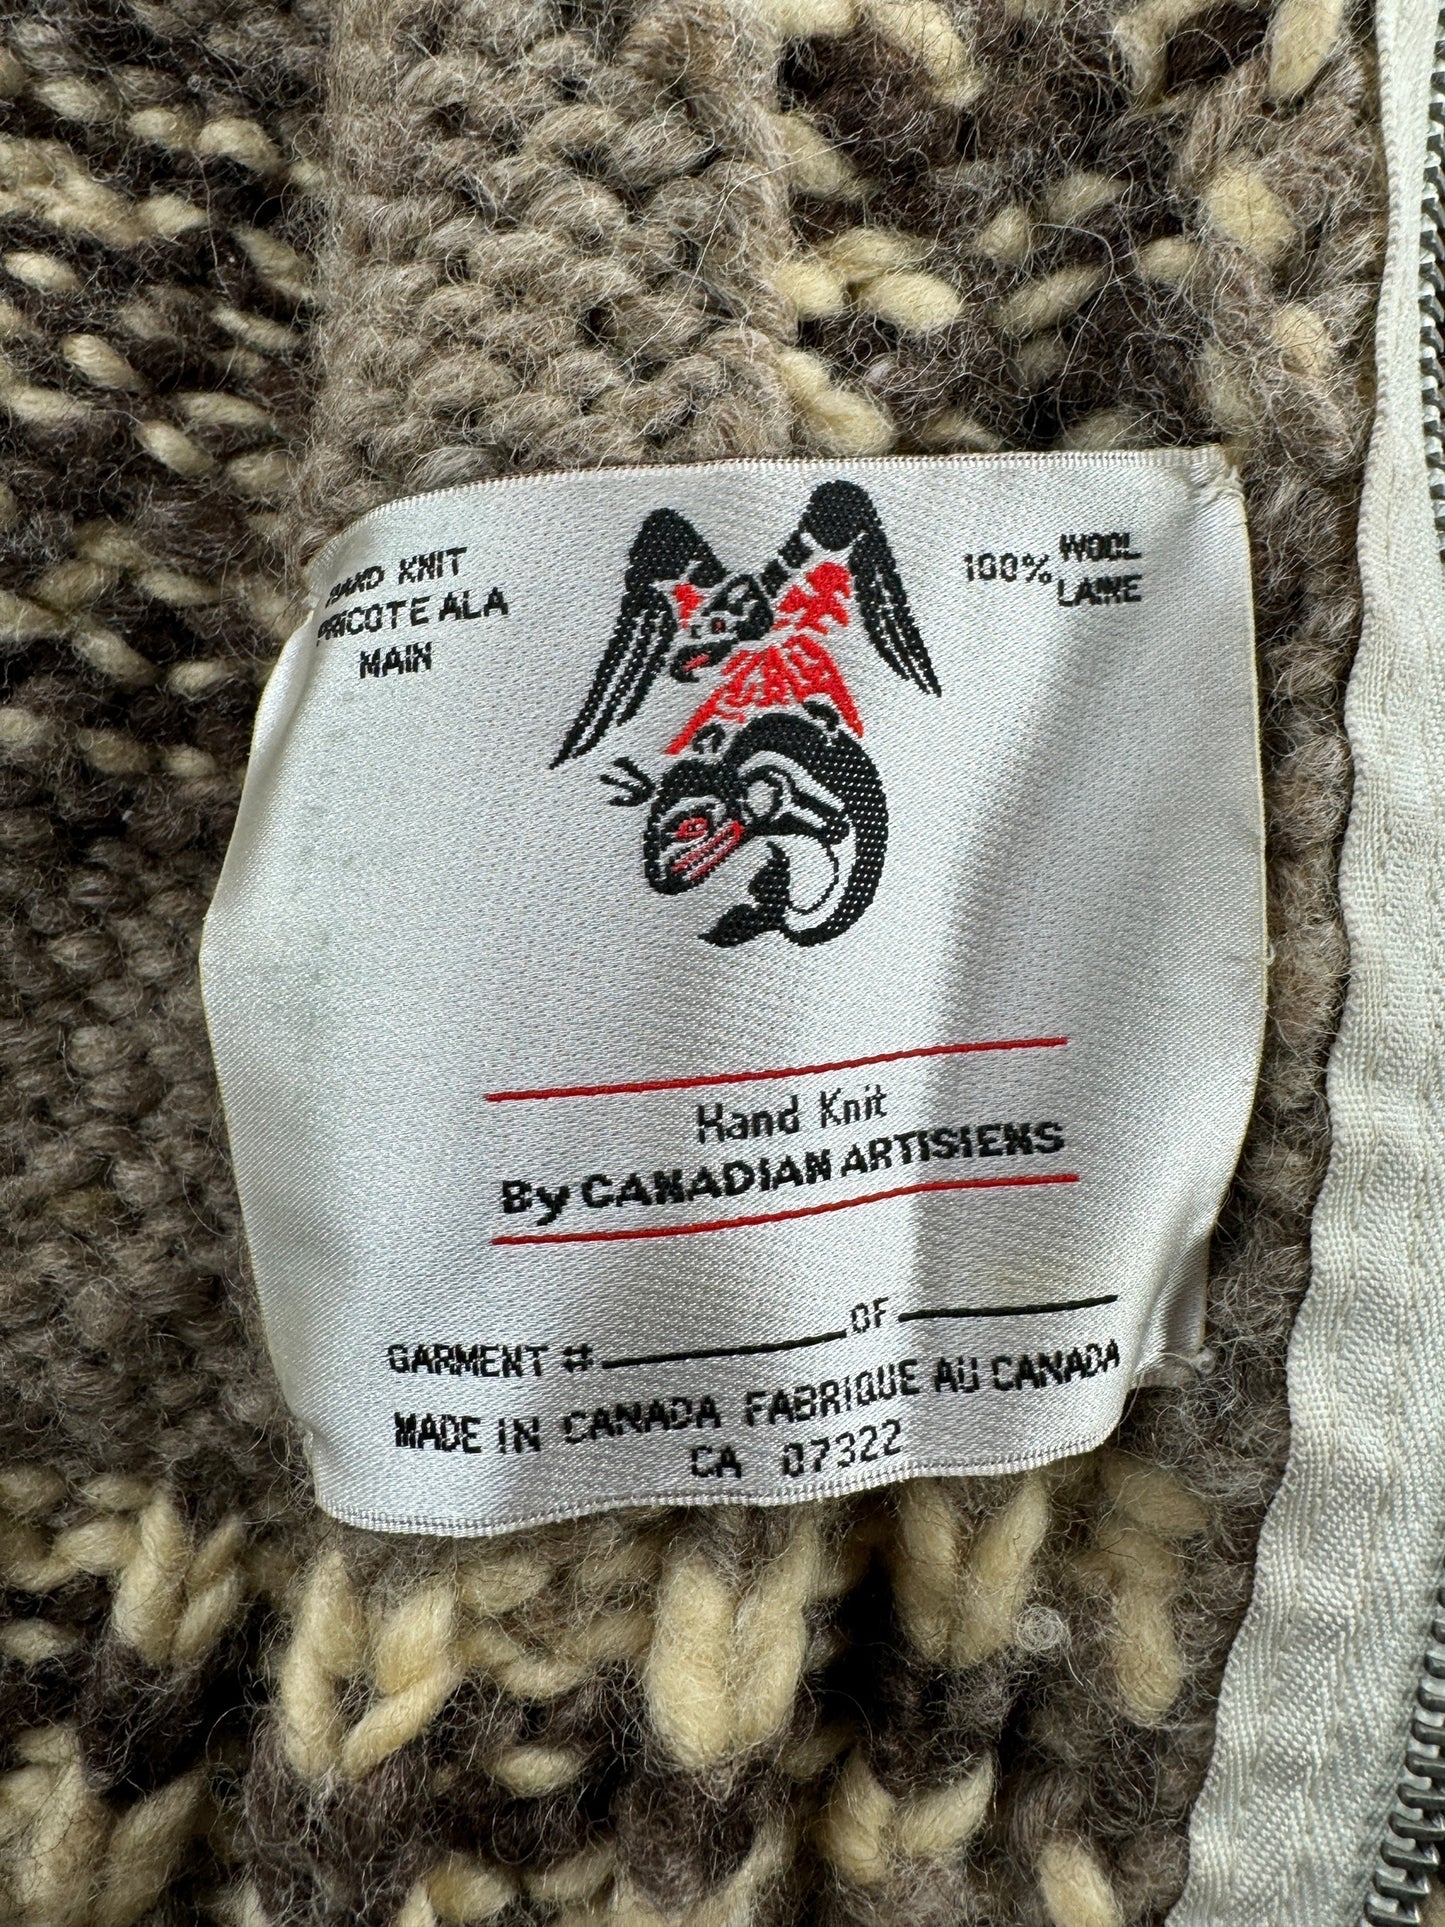 HAND KNIT
PRICOTE ALA
MAIN
100% WOOL
LAINE
Hand Knit
By CANADIAN ARTISIENS
GARMENT # OF
MADE IN CANADA FABRIQUE AU CANADA
CA 07322